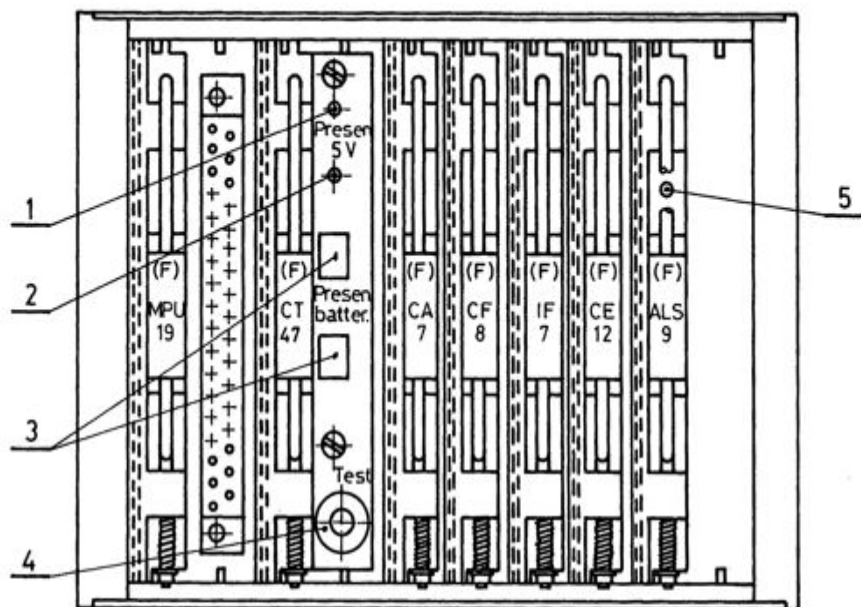 Presen
5 V
1
5
2
(F)
MPU
19
(F)
CT
47
Presen
batter.
(F)
CA
7
(F)
CF
8
(F)
IF
7
(F)
CE
12
(F)
ALS
9
3
Test
4